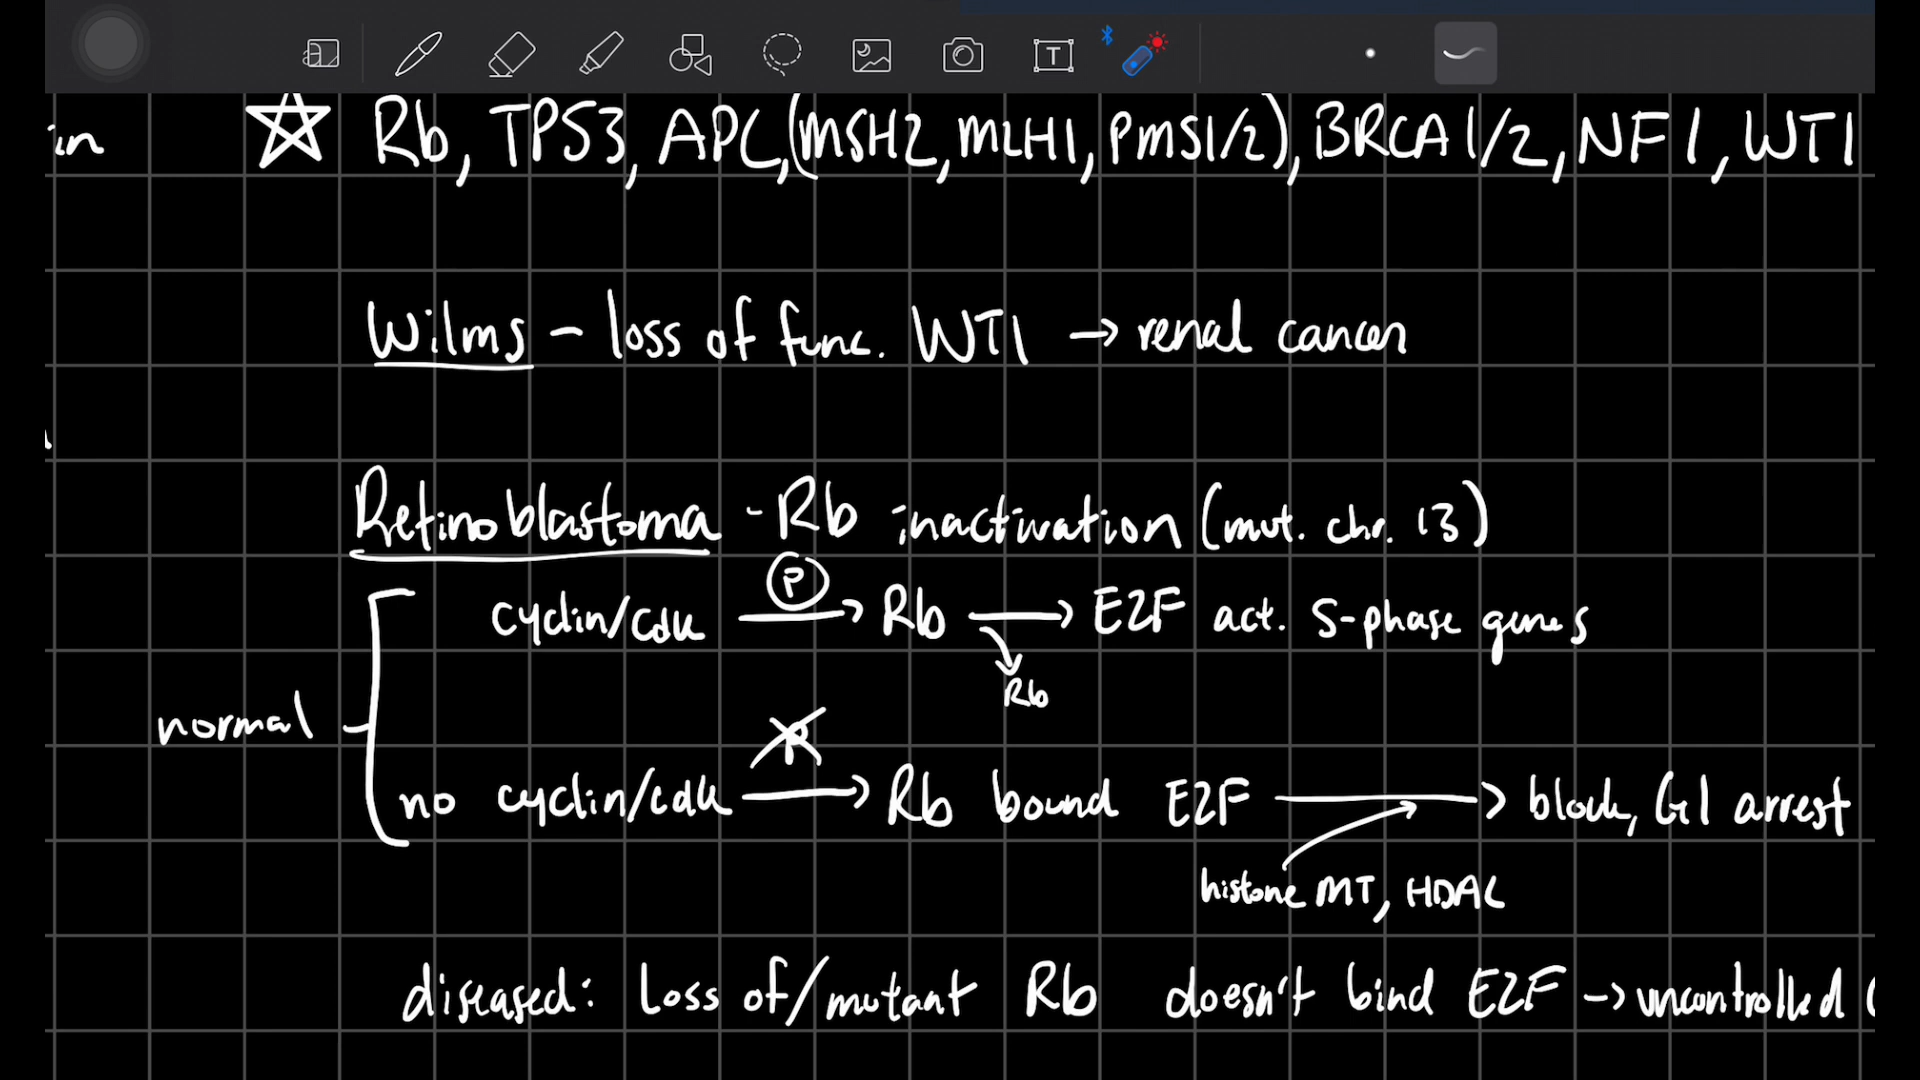 in ☆ Rb, TP53, APC, (MSH2, MLH1, PMS1/2), BRCA1/2, NF1, WT1
Wilms - loss of func. WT1 → renal cancer
Retinoblastoma - Rb inactivation (mut. chr. 13)
P
cyclin/cdk → Rb → E2F act. S-phase genes
Rb
normal
P
no cyclin/cdk → Rb bound E2F → block, G1 arrest
histone MT, HDAC
diseased: Loss of/mutant Rb doesn't bind E2F → uncontrolled